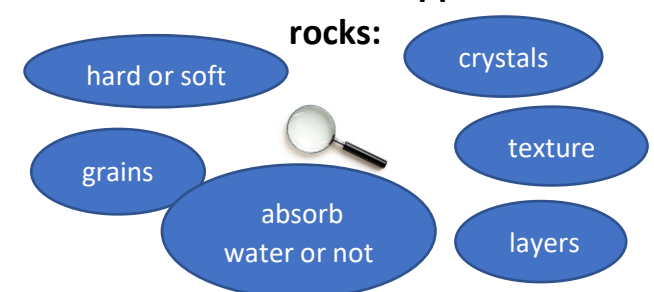 rocks:
hard or soft
crystals
grains
texture
absorb
water or not
layers